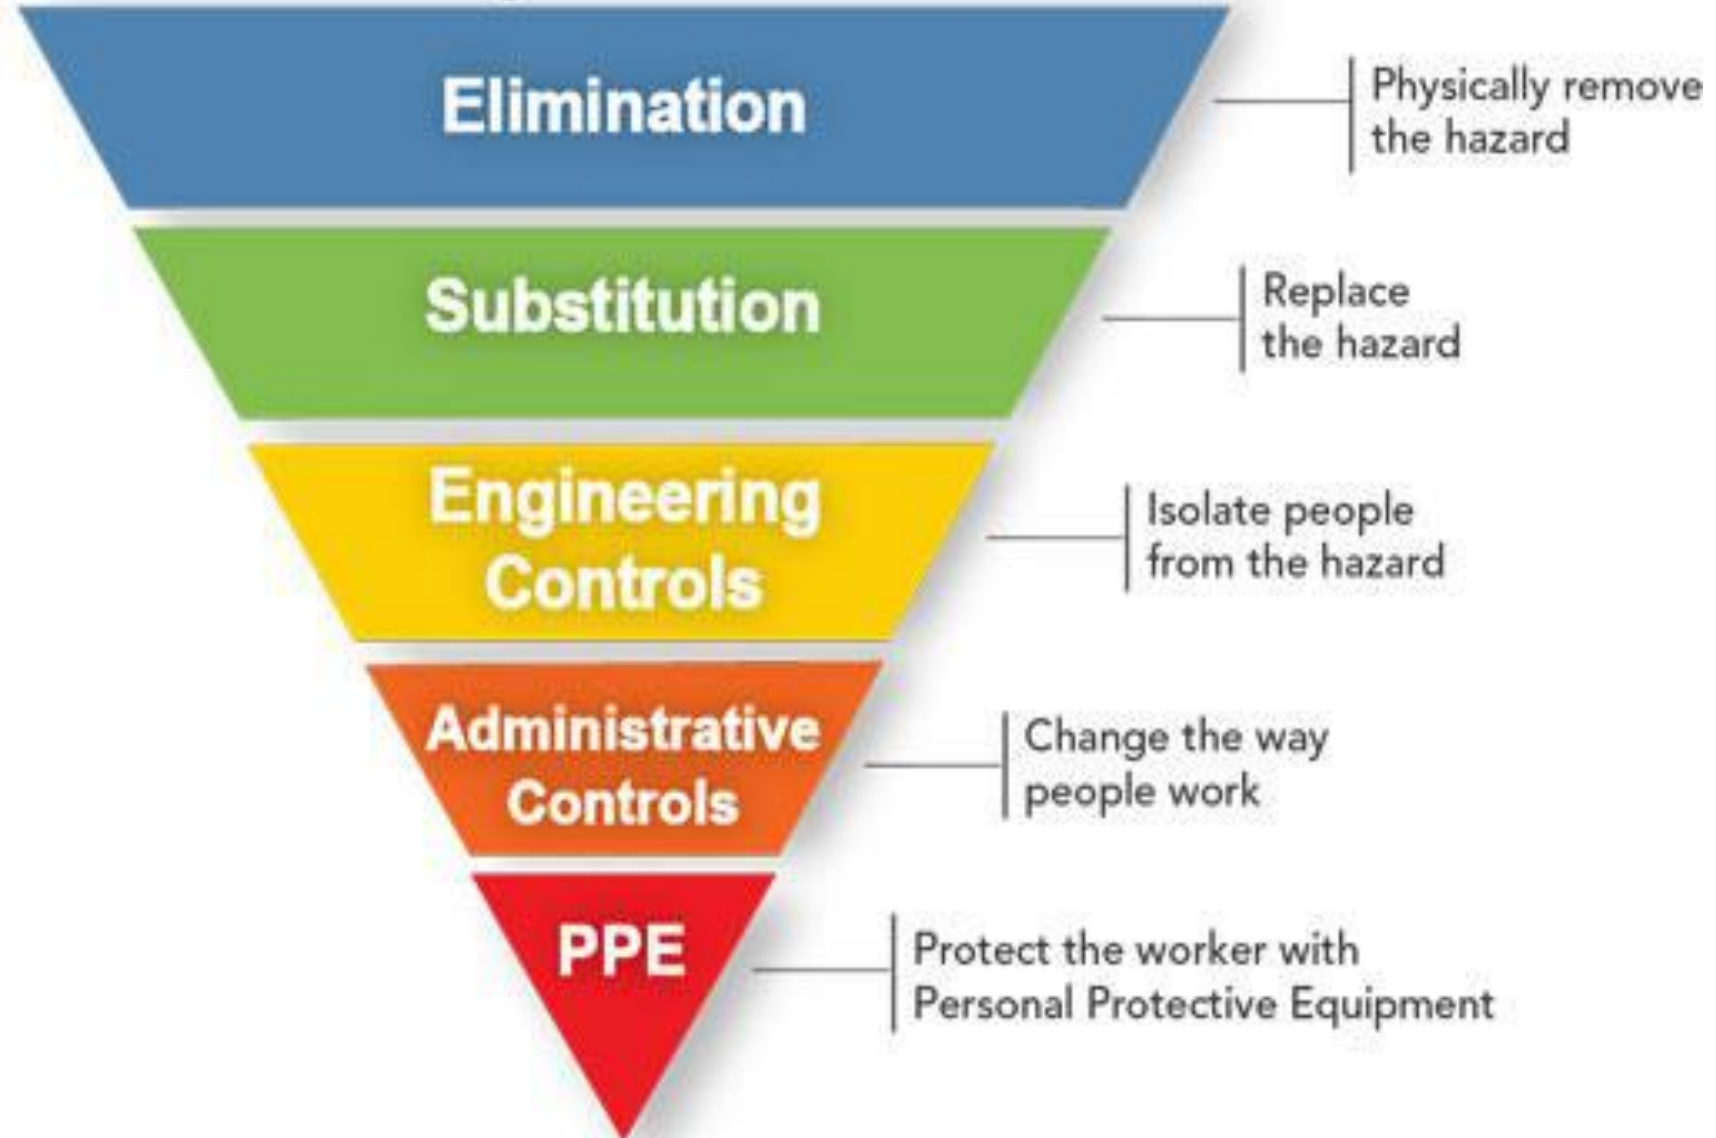 Elimination
Physically remove
the hazard
Substitution
Replace
the hazard
Engineering
Controls
Isolate people
from the hazard
Administrative
Controls
Change the way
people work
PPE
Protect the worker with
Personal Protective Equipment